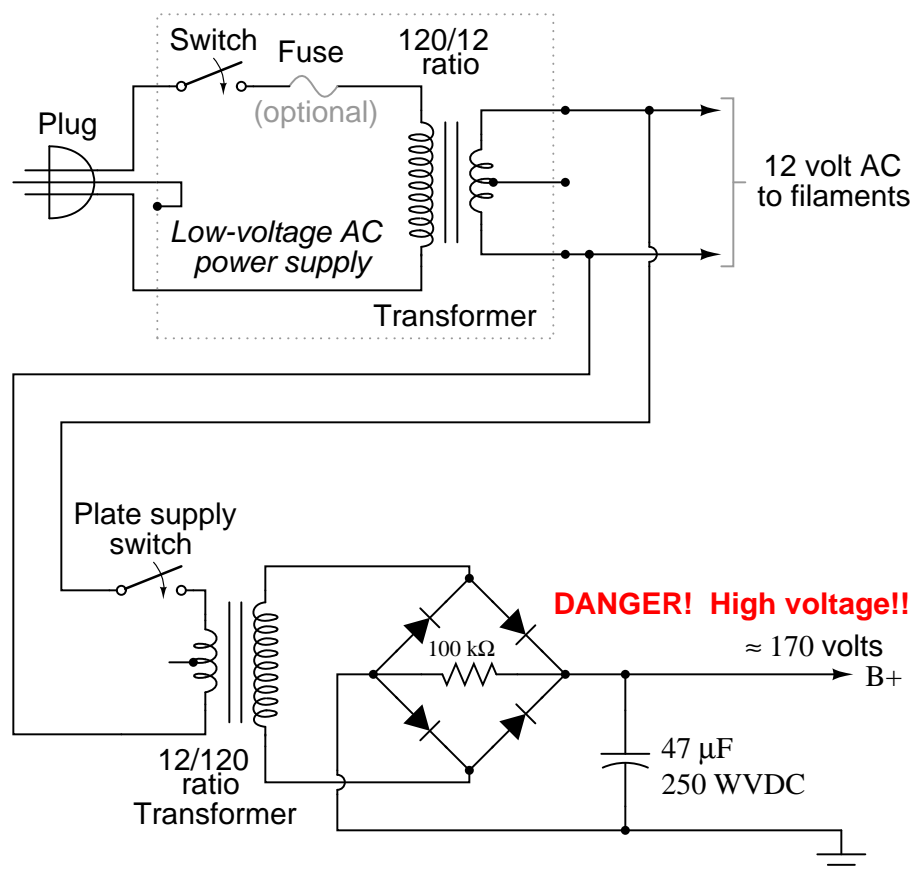 Switch
Fuse
(optional)
120/12
ratio
Plug
12 volt AC
to filaments
Low-voltage AC
power supply
Transformer
Plate supply
switch
DANGER!  High voltage!!
100 kΩ
≈ 170 volts
B+
12/120
ratio
Transformer
47 μF
250 WVDC